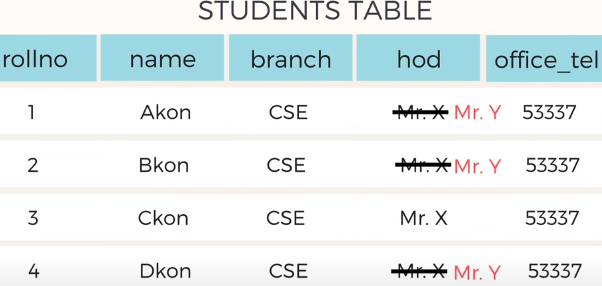 STUDENTS TABLE
rollno name branch hod office_tel
1 Akon CSE Mr. X Mr. Y 53337
2 Bkon CSE Mr. X Mr. Y 53337
3 Ckon CSE Mr. X 53337
4 Dkon CSE Mr. X Mr. Y 53337